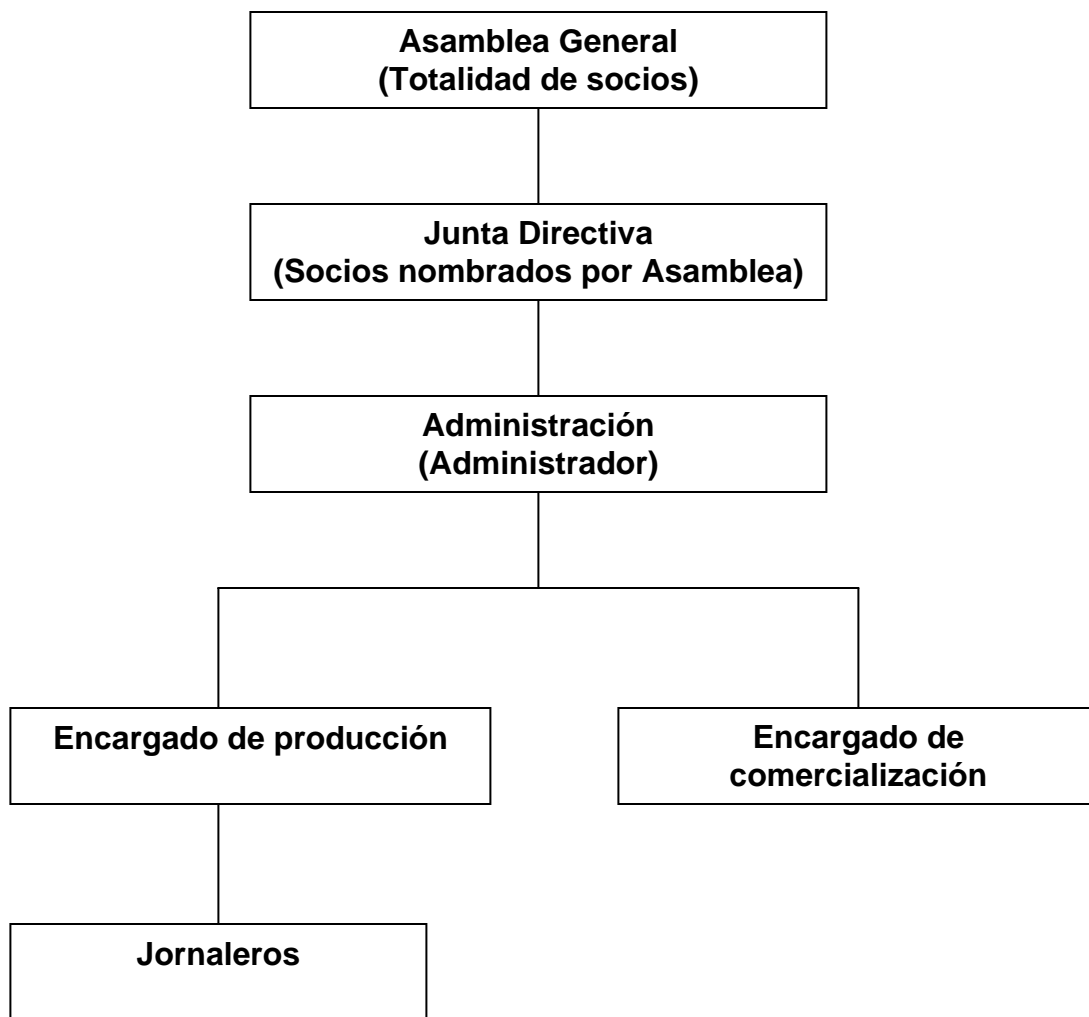 Asamblea General
(Totalidad de socios)
Junta Directiva
(Socios nombrados por Asamblea)
Administración
(Administrador)
Encargado de producción
Encargado de
comercialización
Jornaleros